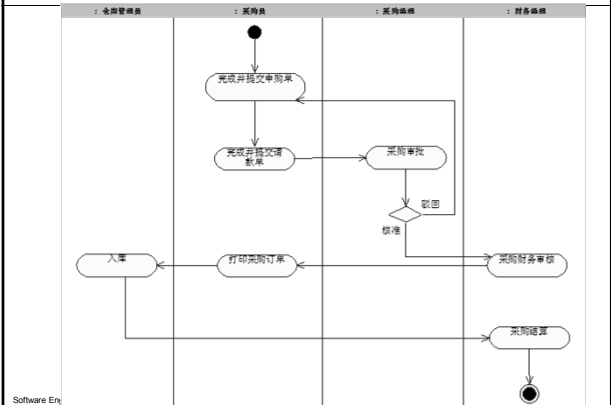 : 仓库管理员
: 采购员
: 采购经理
: 财务经理
完成并提交申购单
完成并提交请
款单
采购审批
驳回
核准
入库
打印采购订单
采购财务审核
采购结算
Software Eng